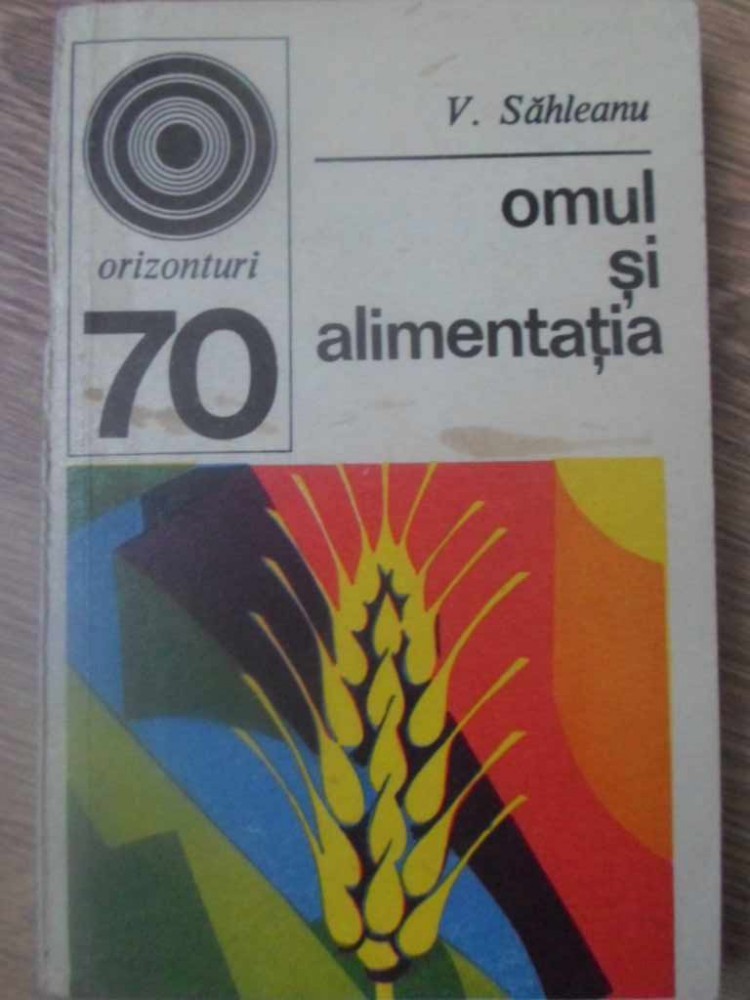 V. Săhleanu
omul
și
alimentația
orizonturi
70